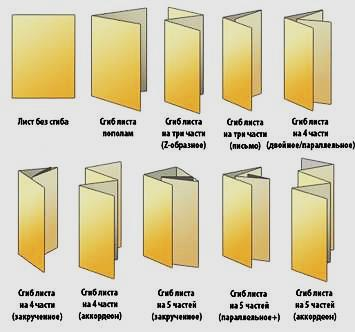 Лист без сгиба
Сгиб листа
пополам
Сгиб листа
на три части
(Z-образное)
Сгиб листа
на три части
(письмо)
Сгиб листа
на 4 части
(двойное/параллельное)
Сгиб листа
на 4 части
(закрученное)
Сгиб листа
на 4 части
(аккордеон)
Сгиб листа
на 5 частей
(закрученное)
Сгиб листа
на 5 частей
(параллельное+)
Сгиб листа
на 5 частей
(аккордеон)